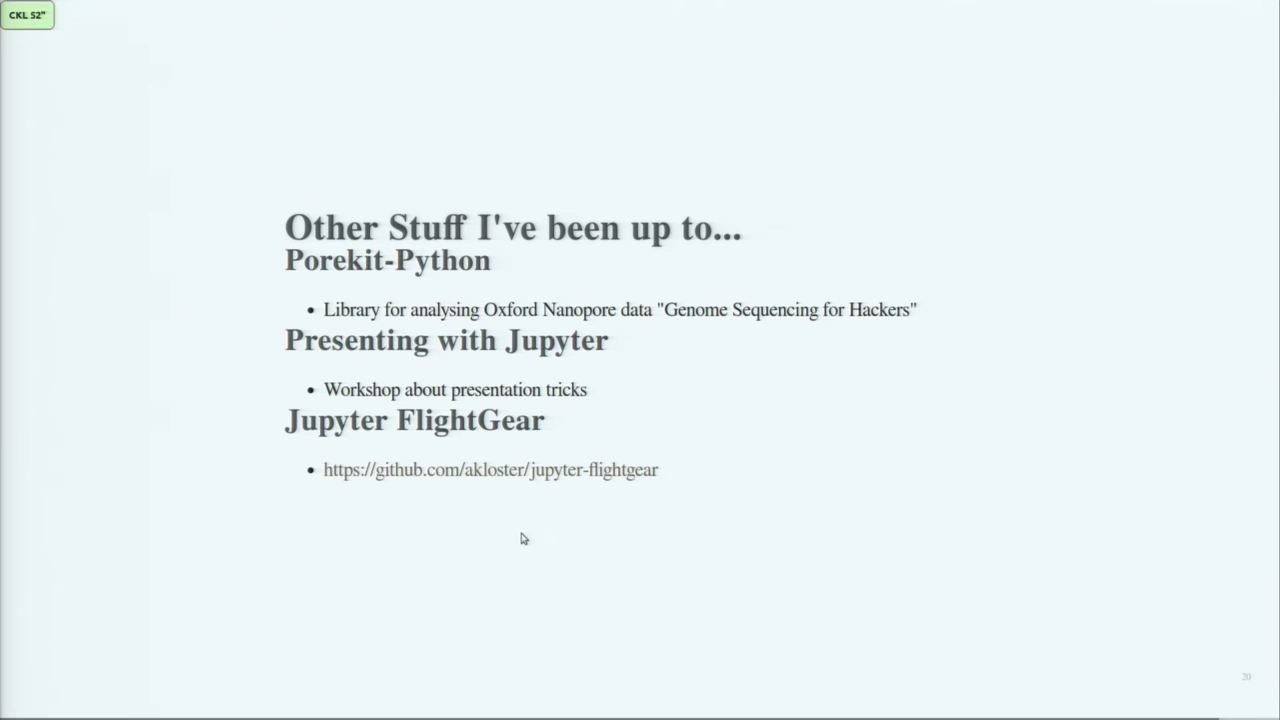 CKL 52"
Other Stuff I've been up to...
Porekit-Python
• Library for analysing Oxford Nanopore data "Genome Sequencing for Hackers"
Presenting with Jupyter
• Workshop about presentation tricks
Jupyter FlightGear
• https://github.com/akloster/jupyter-flightgear
20